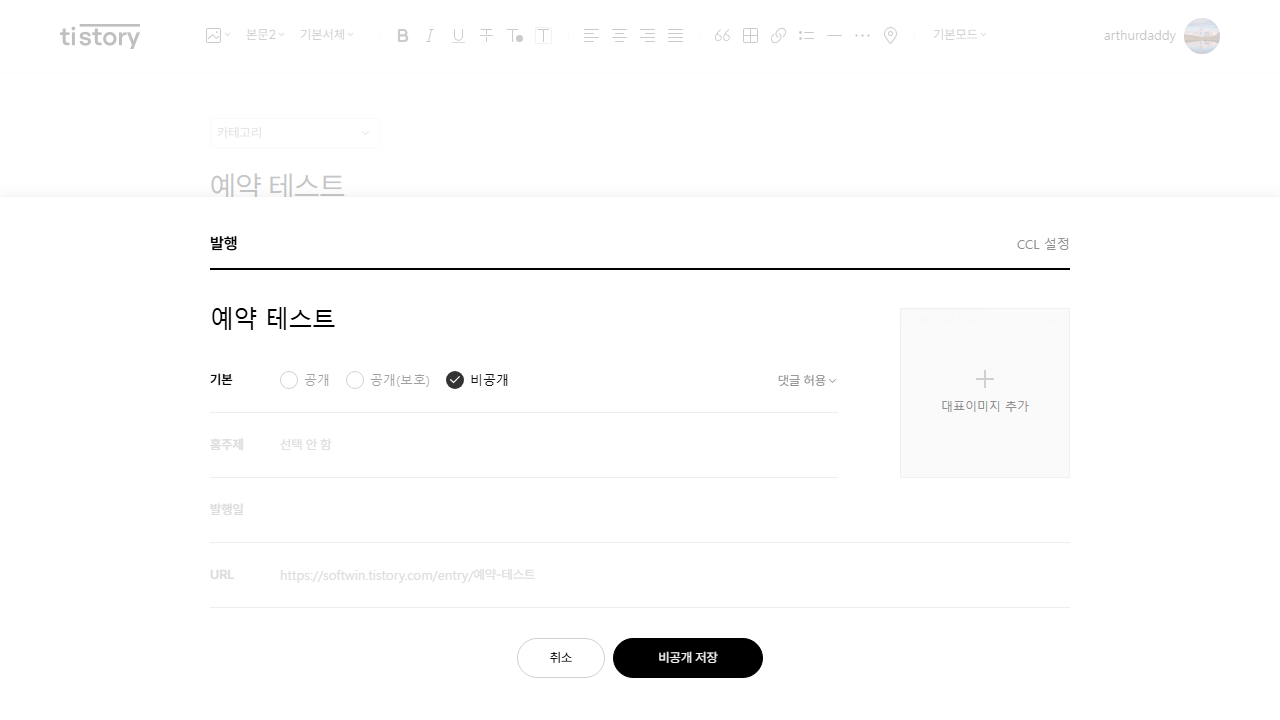 tistory 본문2 기본서체 B I U T T T 기본모드 arthurdaddy
카테고리
예약 테스트
발행 CCL 설정
예약 테스트
기본 공개 공개(보호) 비공개 댓글 허용
대표이미지 추가
홈주제 선택 안 함
발행일
URL https://softwin.tistory.com/entry/예약-테스트
취소 비공개 저장